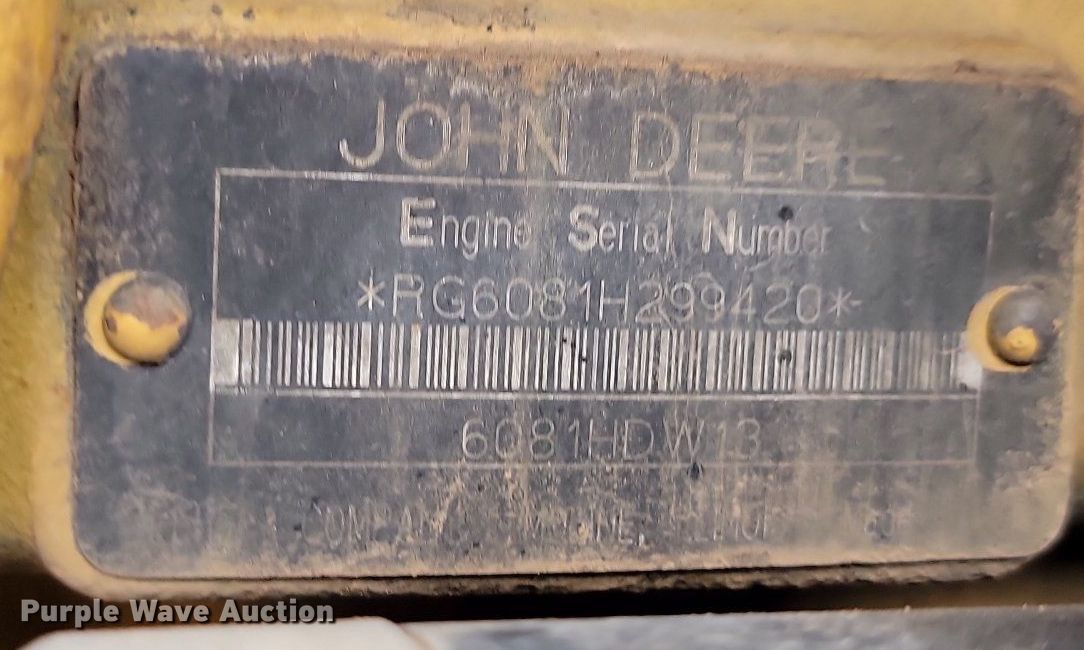 JOHN DEERE
Engine Serial Number
*RG6081H299420*
6081HDW13
Purple Wave Auction